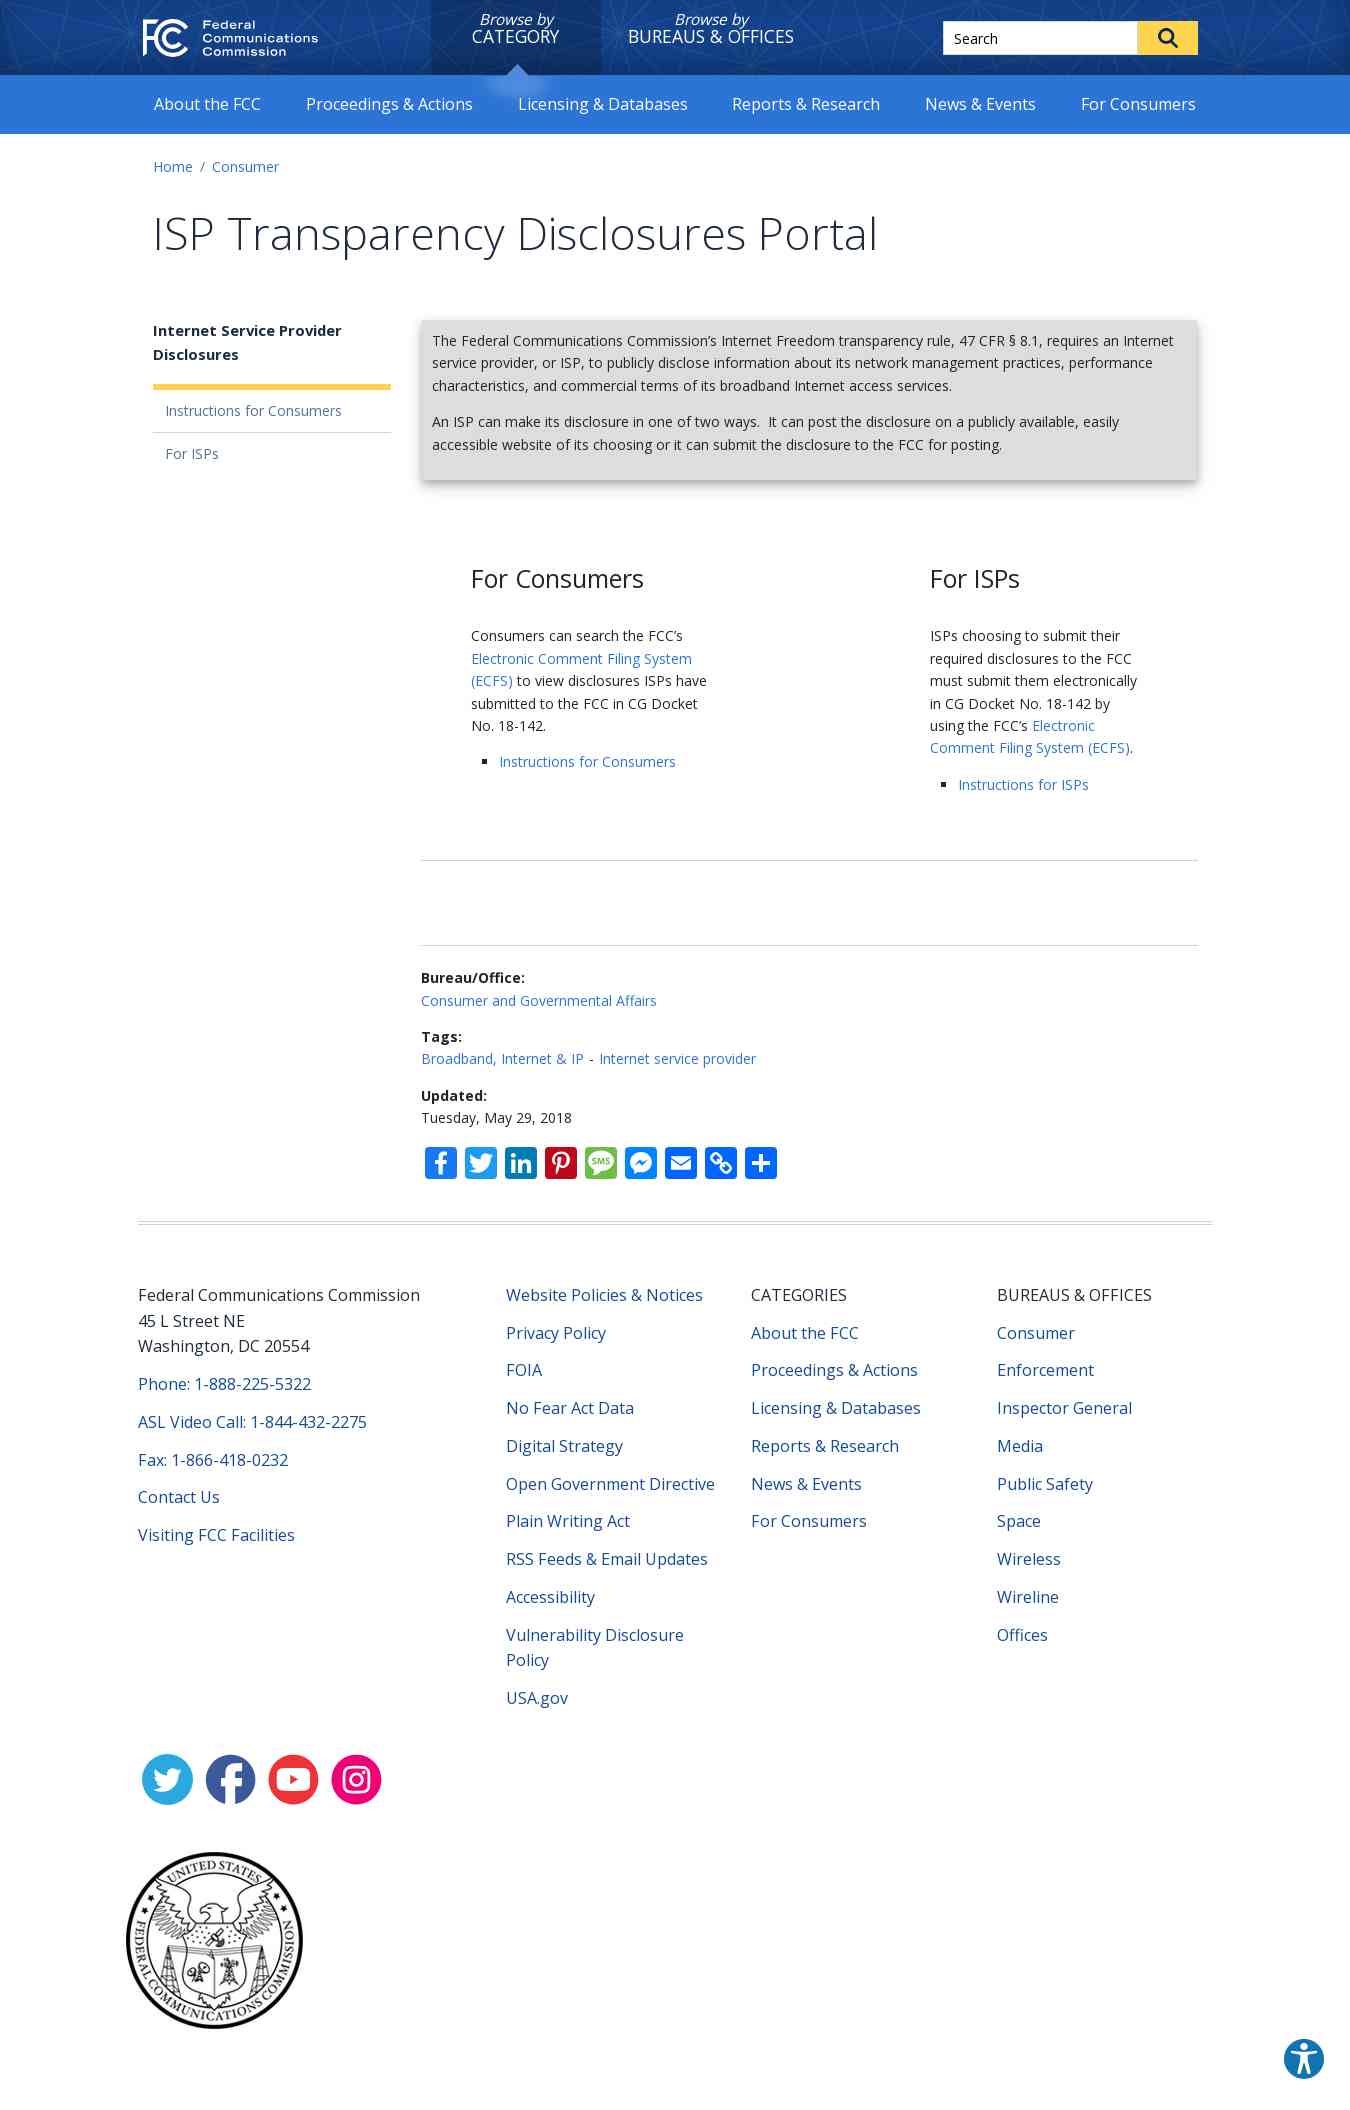 FCC Federal
Communications
Commission
Browse by
CATEGORY
Browse by
BUREAUS & OFFICES
Search
About the FCC
Proceedings & Actions
Licensing & Databases
Reports & Research
News & Events
For Consumers
Home / Consumer
ISP Transparency Disclosures Portal
Internet Service Provider
Disclosures
Instructions for Consumers
For ISPs
The Federal Communications Commission’s Internet Freedom transparency rule, 47 CFR § 8.1, requires an Internet
service provider, or ISP, to publicly disclose information about its network management practices, performance
characteristics, and commercial terms of its broadband Internet access services.
An ISP can make its disclosure in one of two ways.  It can post the disclosure on a publicly available, easily
accessible website of its choosing or it can submit the disclosure to the FCC for posting.
For Consumers
Consumers can search the FCC’s
Electronic Comment Filing System
(ECFS) to view disclosures ISPs have
submitted to the FCC in CG Docket
No. 18-142.
Instructions for Consumers
For ISPs
ISPs choosing to submit their
required disclosures to the FCC
must submit them electronically
in CG Docket No. 18-142 by
using the FCC’s Electronic
Comment Filing System (ECFS).
Instructions for ISPs
Bureau/Office:
Consumer and Governmental Affairs
Tags:
Broadband, Internet & IP - Internet service provider
Updated:
Tuesday, May 29, 2018
SMS
Federal Communications Commission
45 L Street NE
Washington, DC 20554
Phone: 1-888-225-5322
ASL Video Call: 1-844-432-2275
Fax: 1-866-418-0232
Contact Us
Visiting FCC Facilities
Website Policies & Notices
Privacy Policy
FOIA
No Fear Act Data
Digital Strategy
Open Government Directive
Plain Writing Act
RSS Feeds & Email Updates
Accessibility
Vulnerability Disclosure
Policy
USA.gov
CATEGORIES
About the FCC
Proceedings & Actions
Licensing & Databases
Reports & Research
News & Events
For Consumers
BUREAUS & OFFICES
Consumer
Enforcement
Inspector General
Media
Public Safety
Space
Wireless
Wireline
Offices
UNITED STATES
FEDERAL COMMUNICATIONS COMMISSION